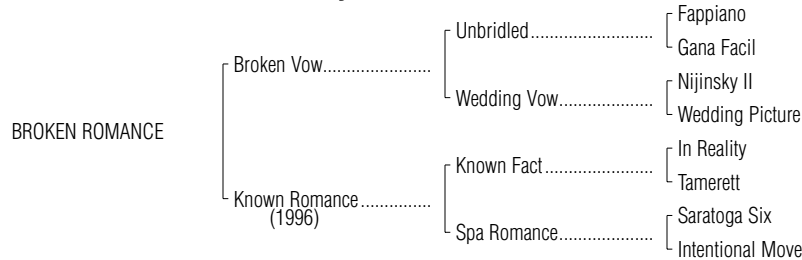 Fappiano
Unbridled..............................
Gana Facil
Broken Vow......................
Nijinsky II
Wedding Vow......................
Wedding Picture
BROKEN ROMANCE
In Reality
Known Fact..........................
Tamerett
Known Romance..............
(1996)
Saratoga Six
Spa Romance......................
Intentional Move